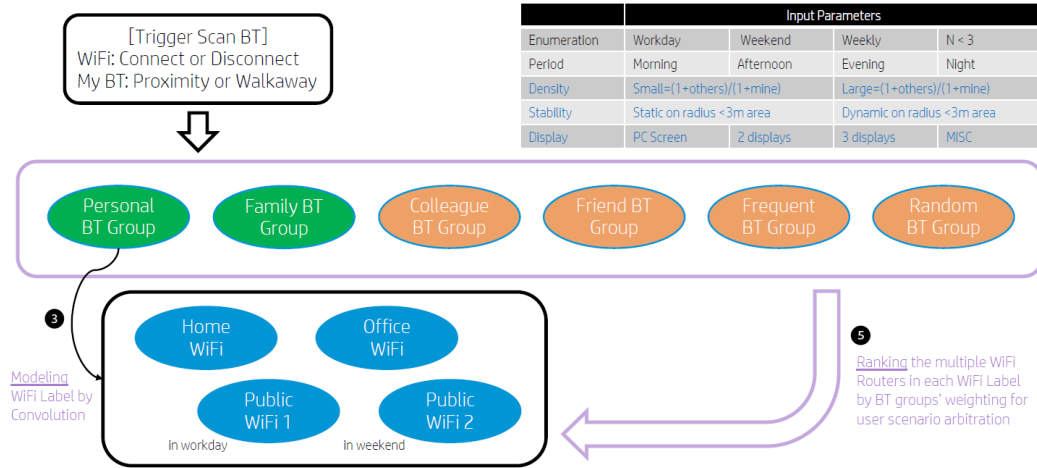 [Trigger Scan BT]
WiFi: Connect or Disconnect
My BT: Proximity or Walkaway
Input Parameters
Enumeration Workday Weekend Weekly N < 3
Period Morning Afternoon Evening Night
Density Small=(1+others)/(1+mine) Large=(1+others)/(1+mine)
Stability Static on radius <3m area Dynamic on radius <3m area
Display PC Screen 2 displays 3 displays MISC
Personal
BT Group
Family BT
Group
Colleague
BT Group
Friend BT
Group
Frequent
BT Group
Random
BT Group
3
Modeling
WiFi Label by
Convolution
Home
WiFi
Office
WiFi
Public
WiFi 1
Public
WiFi 2
in workday
in weekend
5
Ranking the multiple WiFi
Routers in each WiFi Label
by BT groups' weighting for
user scenario arbitration